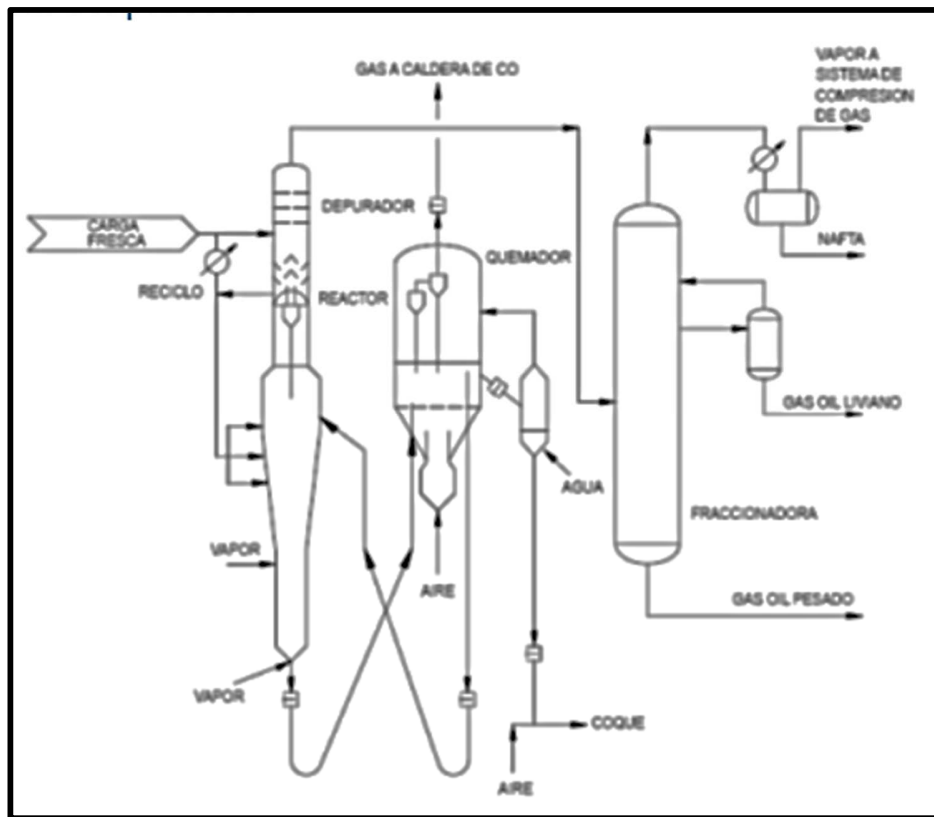 GAS A CALDERA DE CO
VAPOR A
SISTEMA DE
COMPRESION
DE GAS
DEPURADOR
CARGA
FRESCA
QUEMADOR
NAFTA
RECICLO
REACTOR
GAS OIL LIVIANO
AGUA
FRACCIONADORA
VAPOR
AIRE
GAS OIL PESADO
VAPOR
COQUE
AIRE